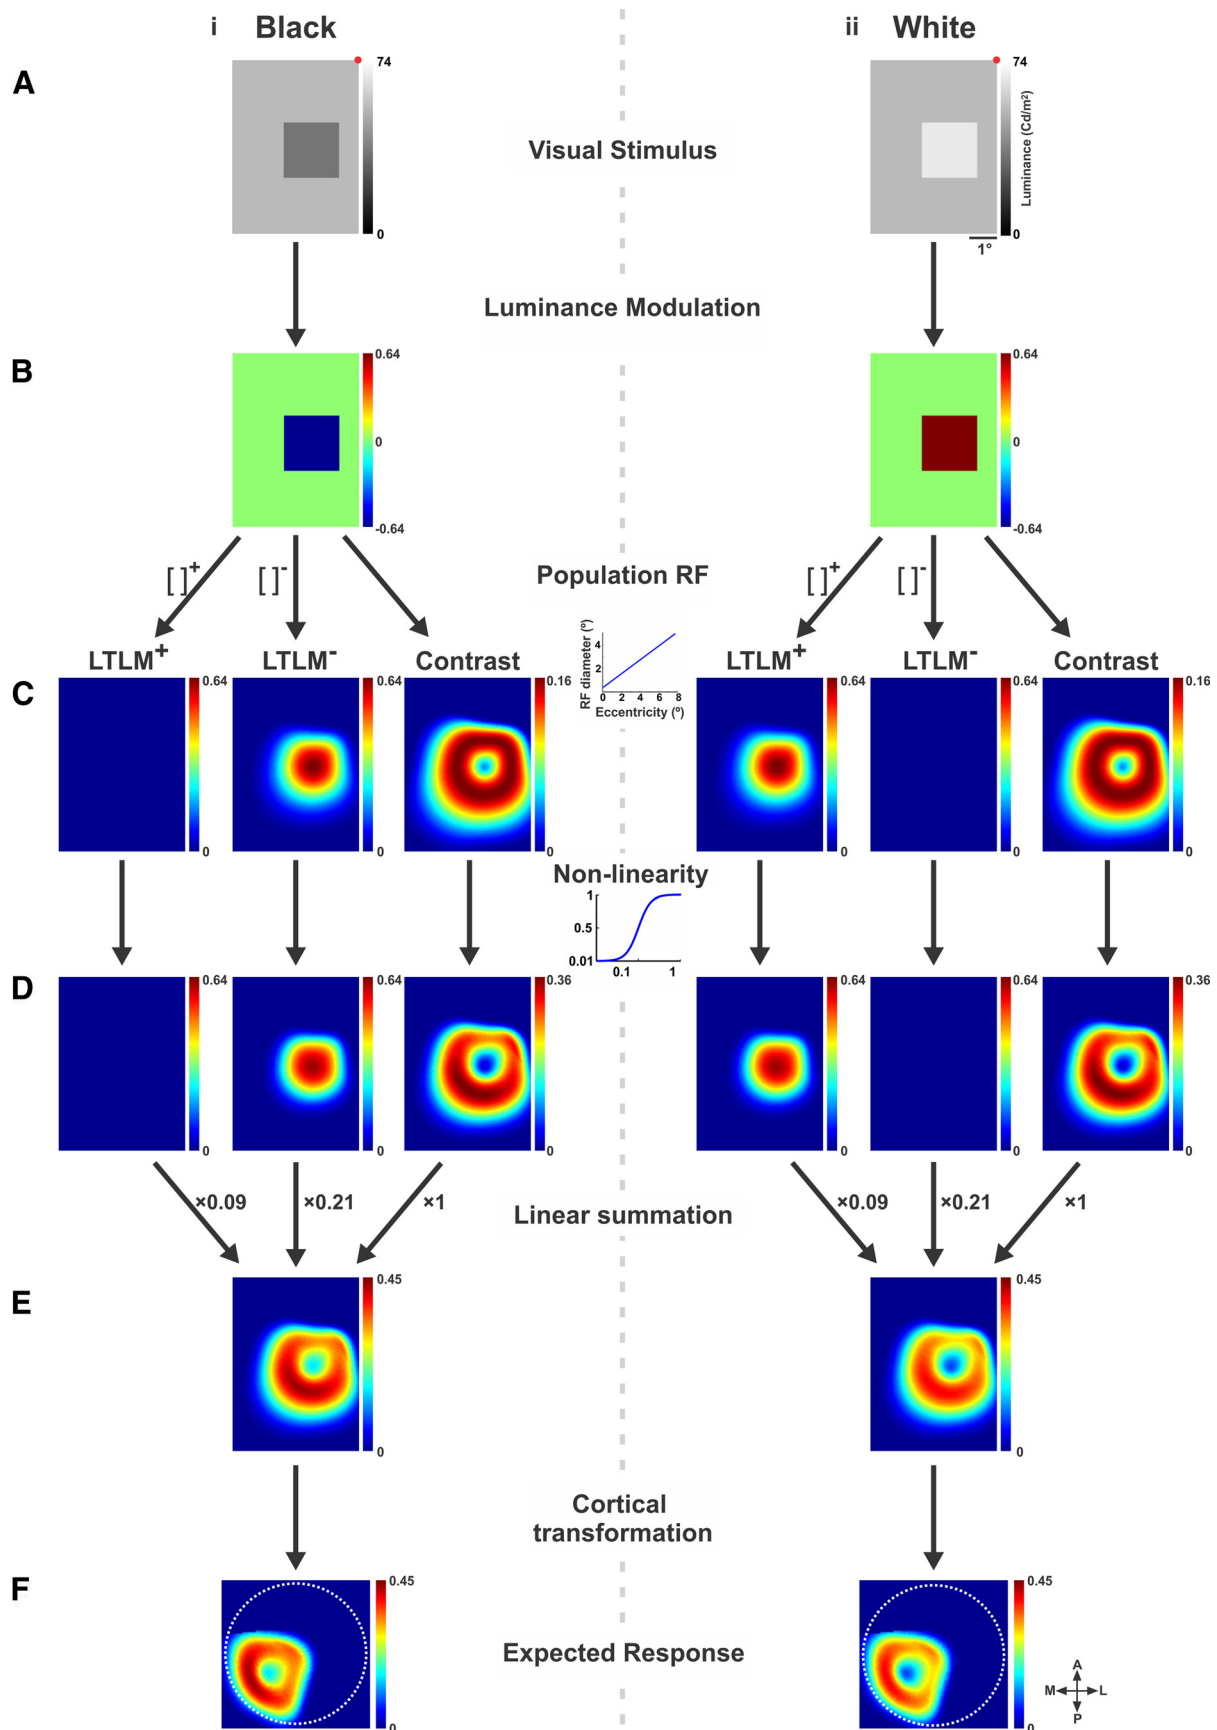 i Black
ii White
A
74
0
Visual Stimulus
74
Luminance (Cd/m²)
0
1°
Luminance Modulation
B
0.64
0
-0.64
0.64
0
-0.64
[ ]⁺
[ ]⁻
Population RF
[ ]⁺
[ ]⁻
LTLM⁺
LTLM⁻
Contrast
RF diameter (º)
4
2
0 2 4 6 8
Eccentricity (º)
LTLM⁺
LTLM⁻
Contrast
C
0.64
0
0.64
0
0.16
0
0.64
0
0.64
0
0.16
0
Non-linearity
1
0.5
0.01
0.1 1
D
0.64
0
0.64
0
0.36
0
0.64
0
0.64
0
0.36
0
×0.09
×0.21
×1
Linear summation
×0.09
×0.21
×1
E
0.45
0
0.45
0
Cortical
transformation
F
0.45
0
Expected Response
0.45
0
A
M L
P